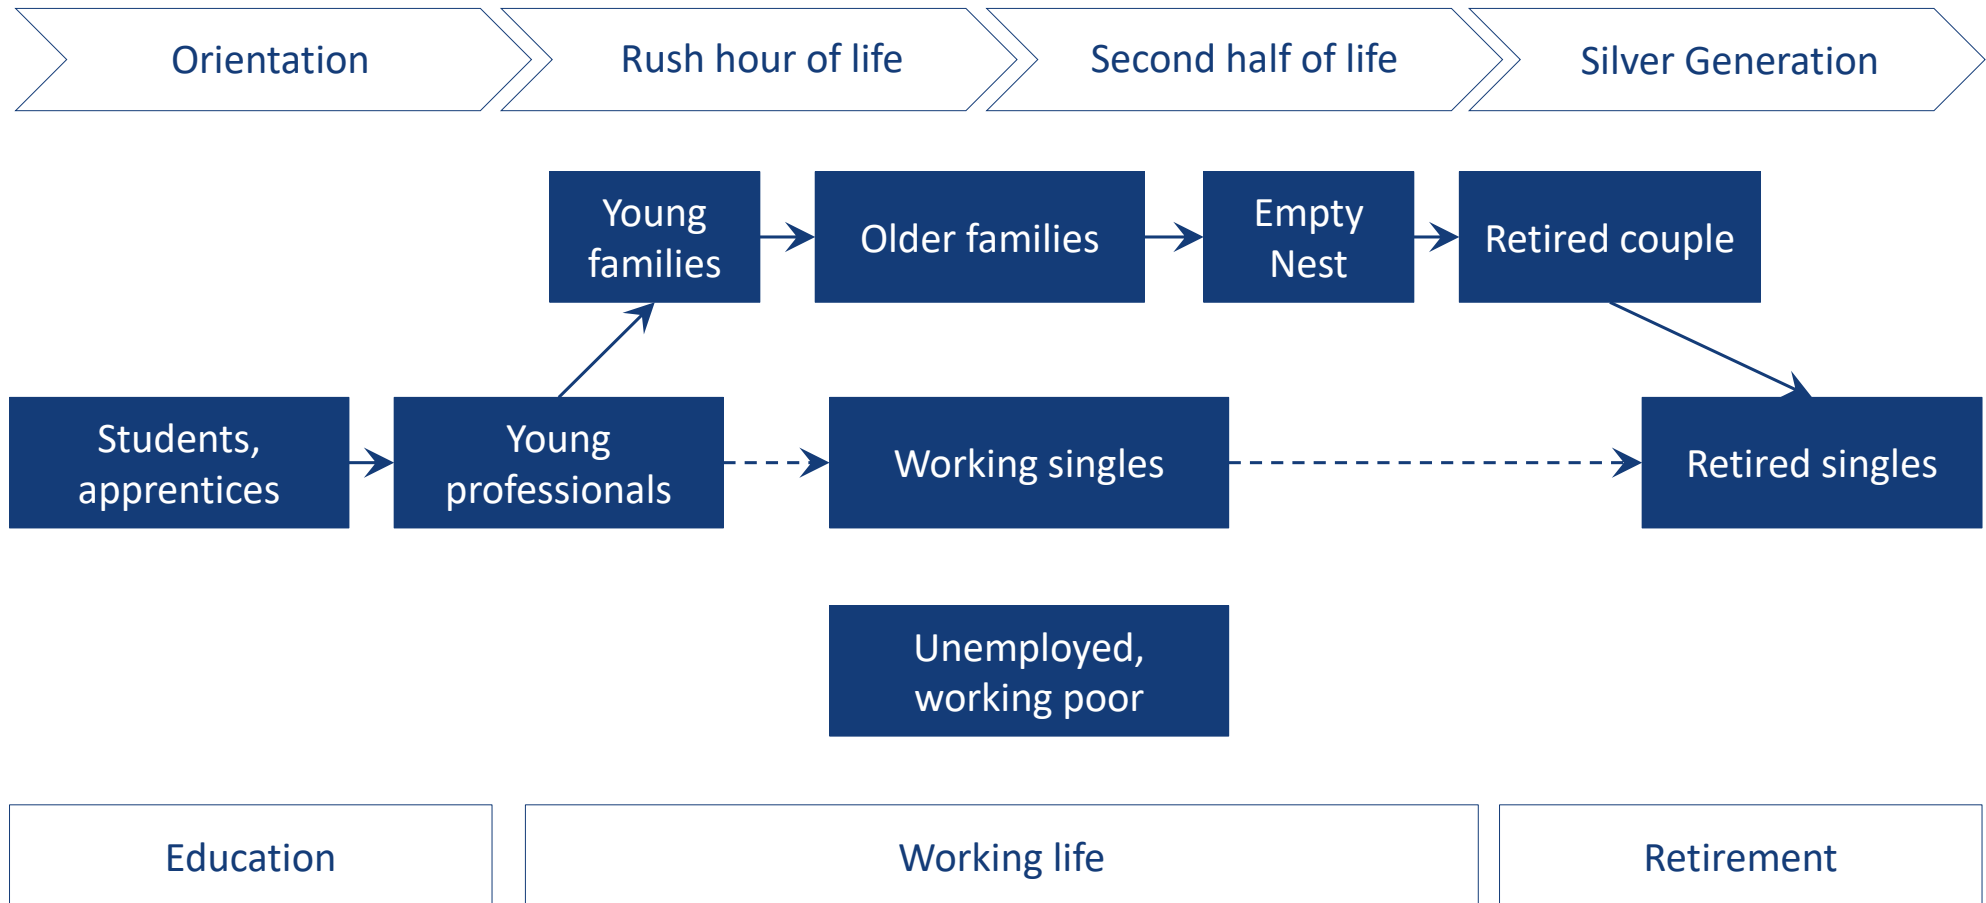 Orientation
Rush hour of life
Second half of life
Silver Generation
Young
families
Older families
Empty
Nest
Retired couple
Students,
apprentices
Young
professionals
Working singles
Retired singles
Unemployed,
working poor
Education
Working life
Retirement